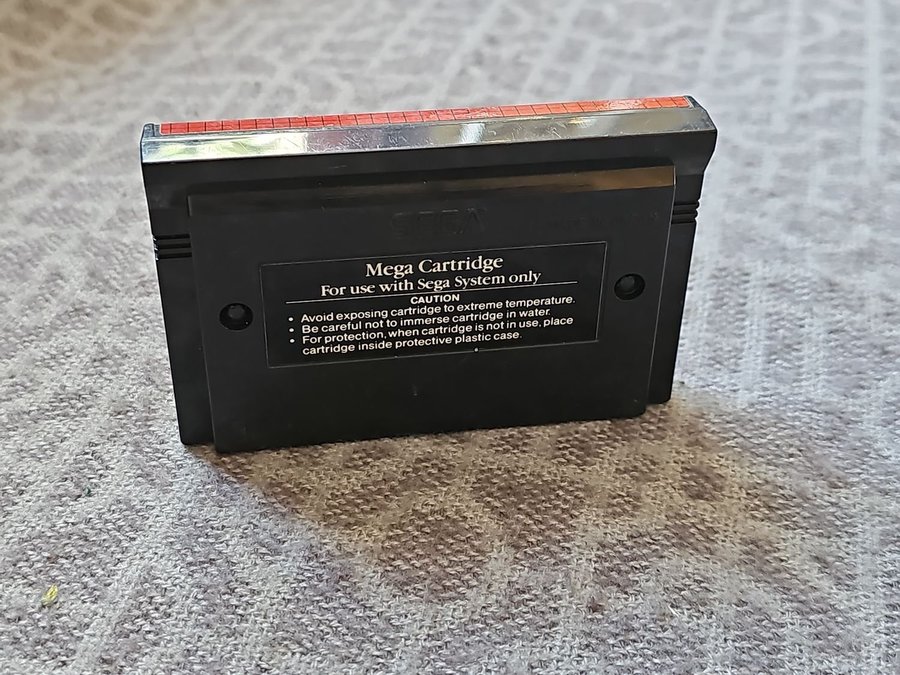 SEGA
Mega Cartridge
For use with Sega System only
CAUTION
• Avoid exposing cartridge to extreme temperature.
• Be careful not to immerse cartridge in water.
• For protection, when cartridge is not in use, place
cartridge inside protective plastic case.